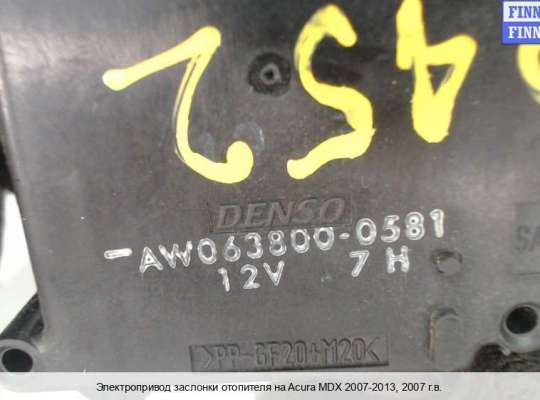 FINN
FINN
452
DENSO
AW063800-0581
12V 7H
SA
>PP-GF20+M20<
Электропривод заслонки отопителя на Acura MDX 2007-2013, 2007 г.в.